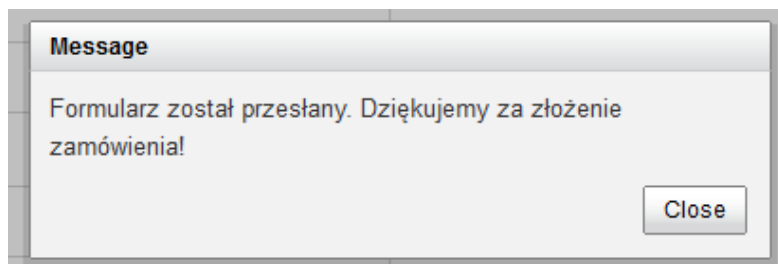 Message
Formularz został przesłany. Dziękujemy za złożenie
zamówienia!
Close